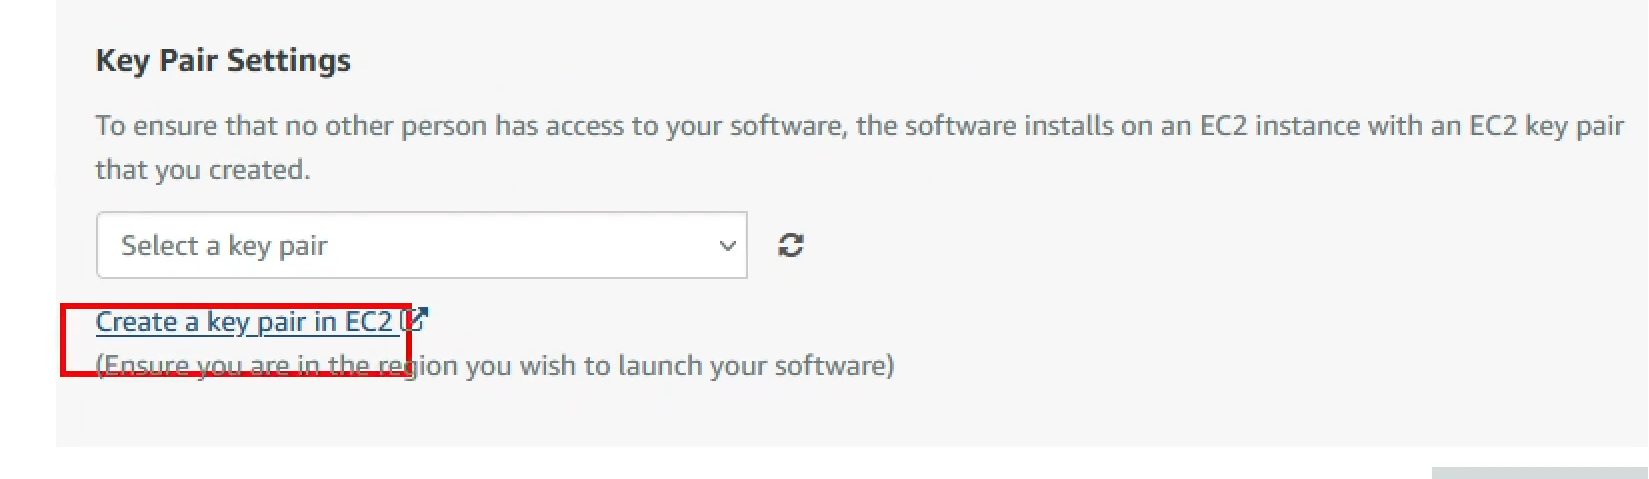 Key Pair Settings
To ensure that no other person has access to your software, the software installs on an EC2 instance with an EC2 key pair
that you created.
Select a key pair
Create a key pair in EC2
(Ensure you are in the region you wish to launch your software)